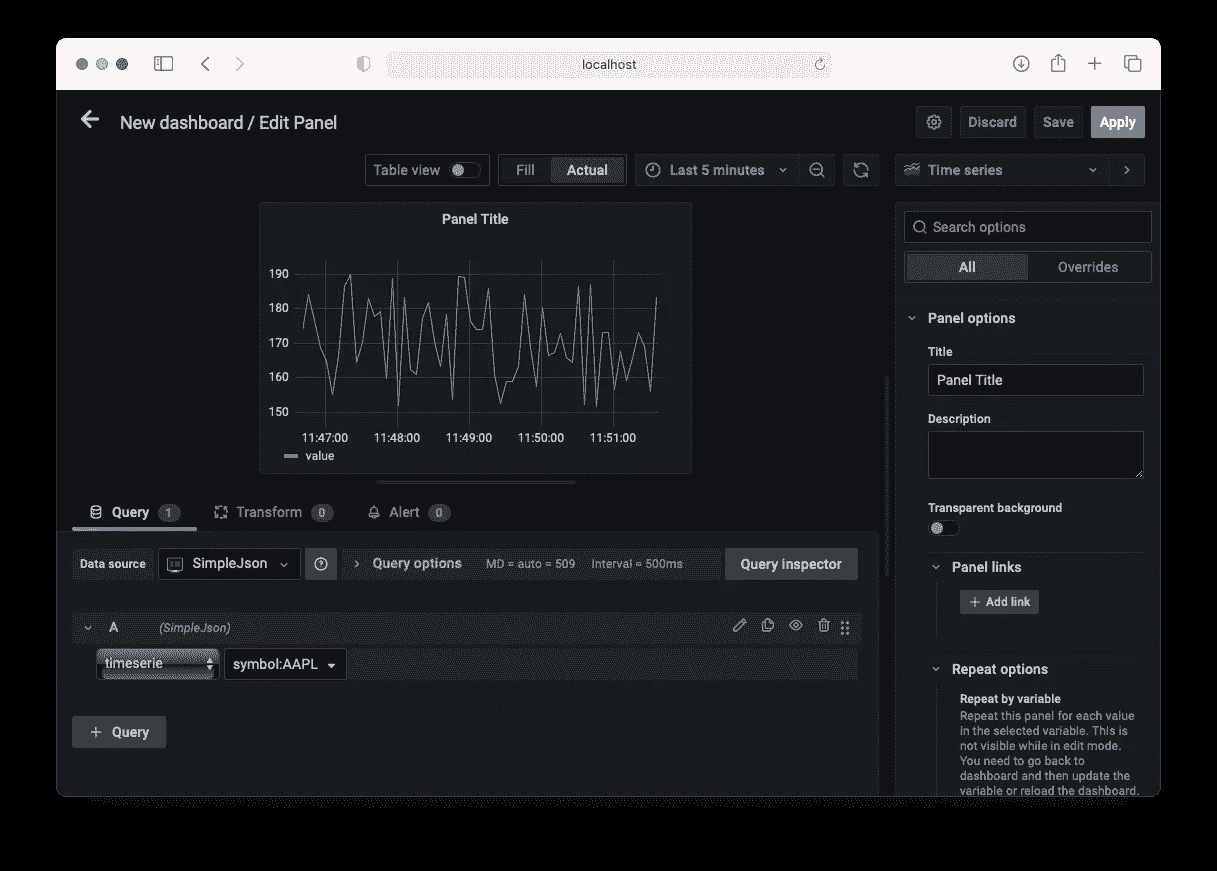 localhost
New dashboard / Edit Panel
Discard
Save
Apply
Table view
Fill
Actual
Last 5 minutes
Time series
Panel Title
190
180
170
160
150
11:47:00
11:48:00
11:49:00
11:50:00
11:51:00
value
Search options
All
Overrides
Panel options
Title
Panel Title
Description
Transparent background
Panel links
+ Add link
Repeat options
Repeat by variable
Repeat this panel for each value
in the selected variable. This is
not visible while in edit mode.
You need to go back to
dashboard and then update the
variable or reload the dashboard.
Query 1
Transform 0
Alert 0
Data source
SimpleJson
Query options
MD = auto = 509
Interval = 500ms
Query inspector
A
(SimpleJson)
timeserie
symbol:AAPL
+ Query